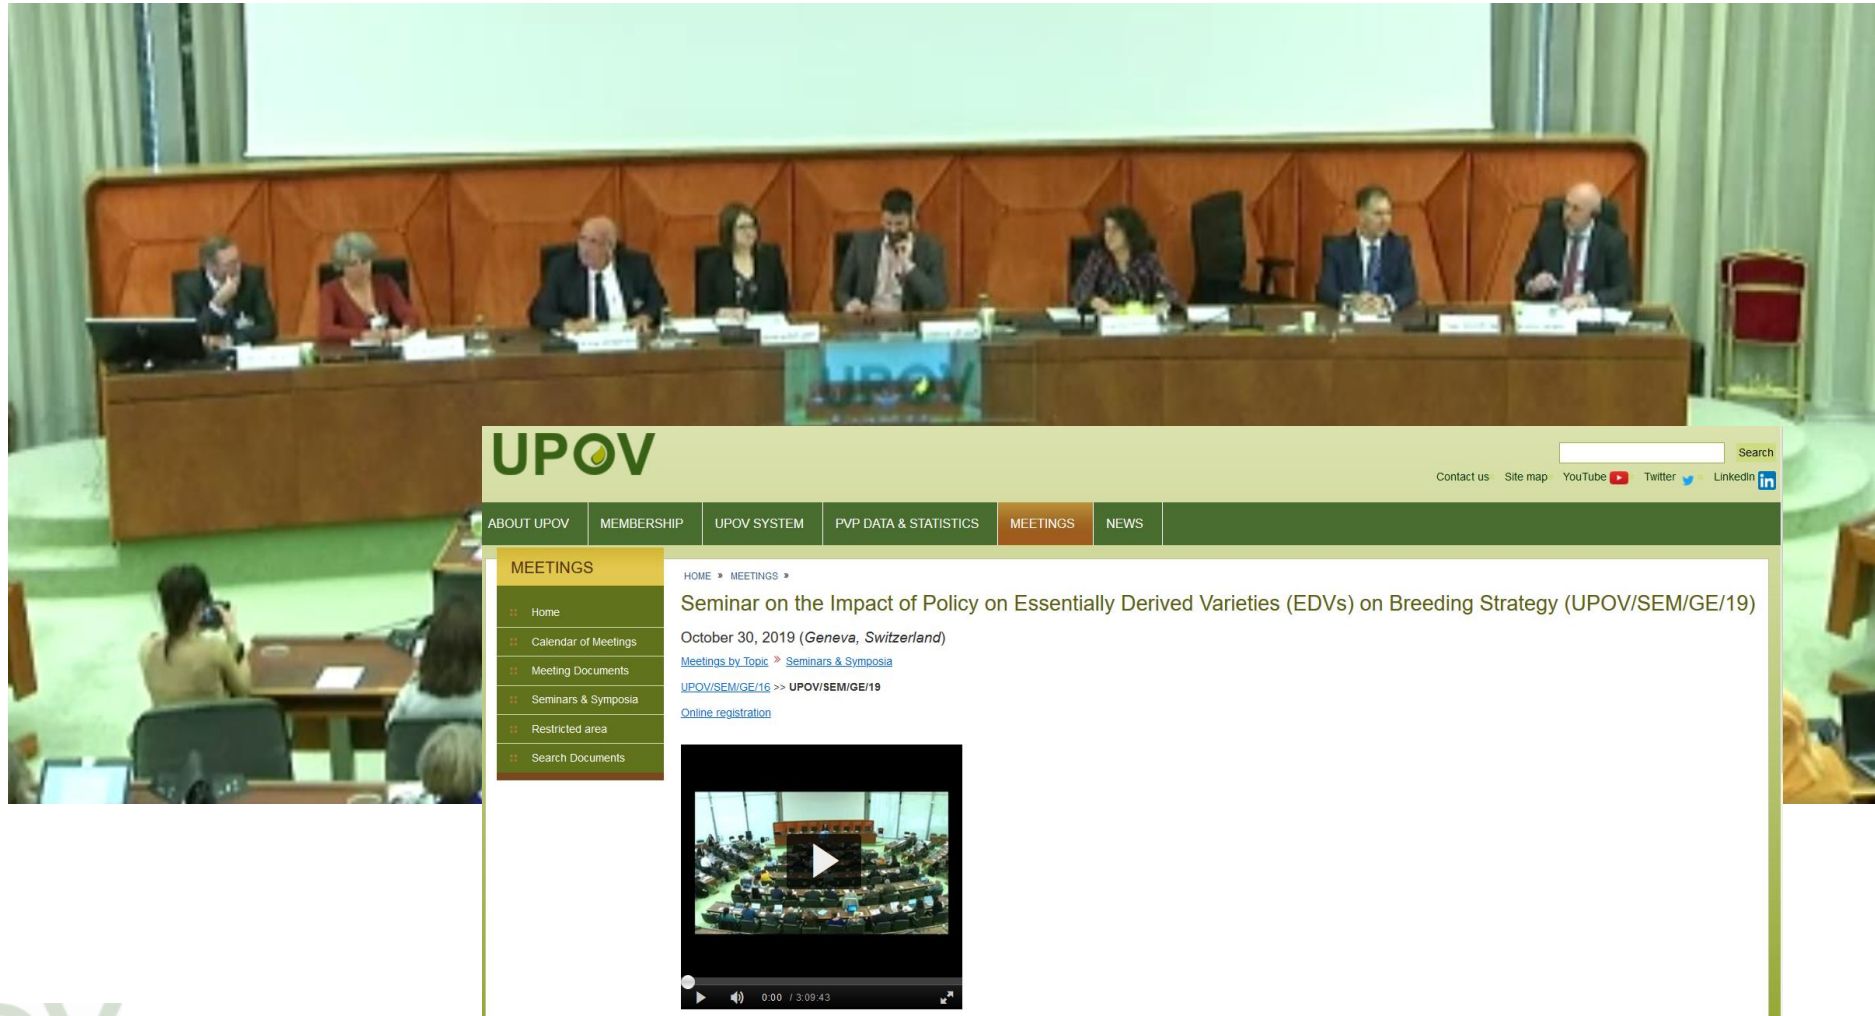 UPOV
UPOV
Search
Contact us Site map YouTube Twitter LinkedIn in
ABOUT UPOV MEMBERSHIP UPOV SYSTEM PVP DATA & STATISTICS MEETINGS NEWS
MEETINGS
Home
Calendar of Meetings
Meeting Documents
Seminars & Symposia
Restricted area
Search Documents
HOME » MEETINGS »
Seminar on the Impact of Policy on Essentially Derived Varieties (EDVs) on Breeding Strategy (UPOV/SEM/GE/19)
October 30, 2019 (Geneva, Switzerland)
Meetings by Topic » Seminars & Symposia
UPOV/SEM/GE/16 >> UPOV/SEM/GE/19
Online registration
0:00 / 3:09:43